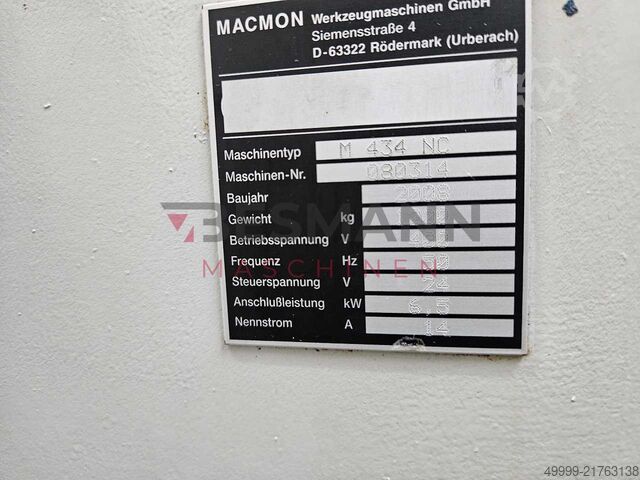 MACMON Werkzeugmaschinen GmbH
Siemensstraße 4
D-63322 Rödermark (Urberach)
Maschinentyp M 434 NC
Maschinen-Nr. 080314
Baujahr 2008
Gewicht kg
Betriebsspannung V
Frequenz Hz
Steuerspannung V 24
Anschlußleistung kW 6,5
Nennstrom A 14
BESMANN
MASCHINEN
49999-21763138